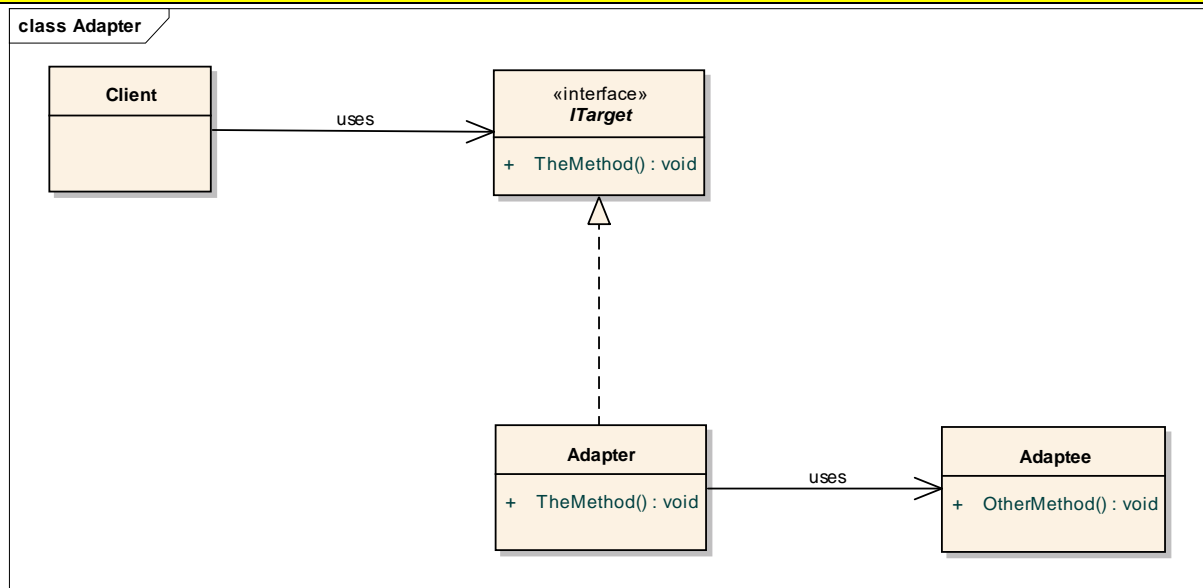 class Adapter
Client
uses
«interface»
ITarget
+ TheMethod() : void
Adapter
+ TheMethod() : void
uses
Adaptee
+ OtherMethod() : void